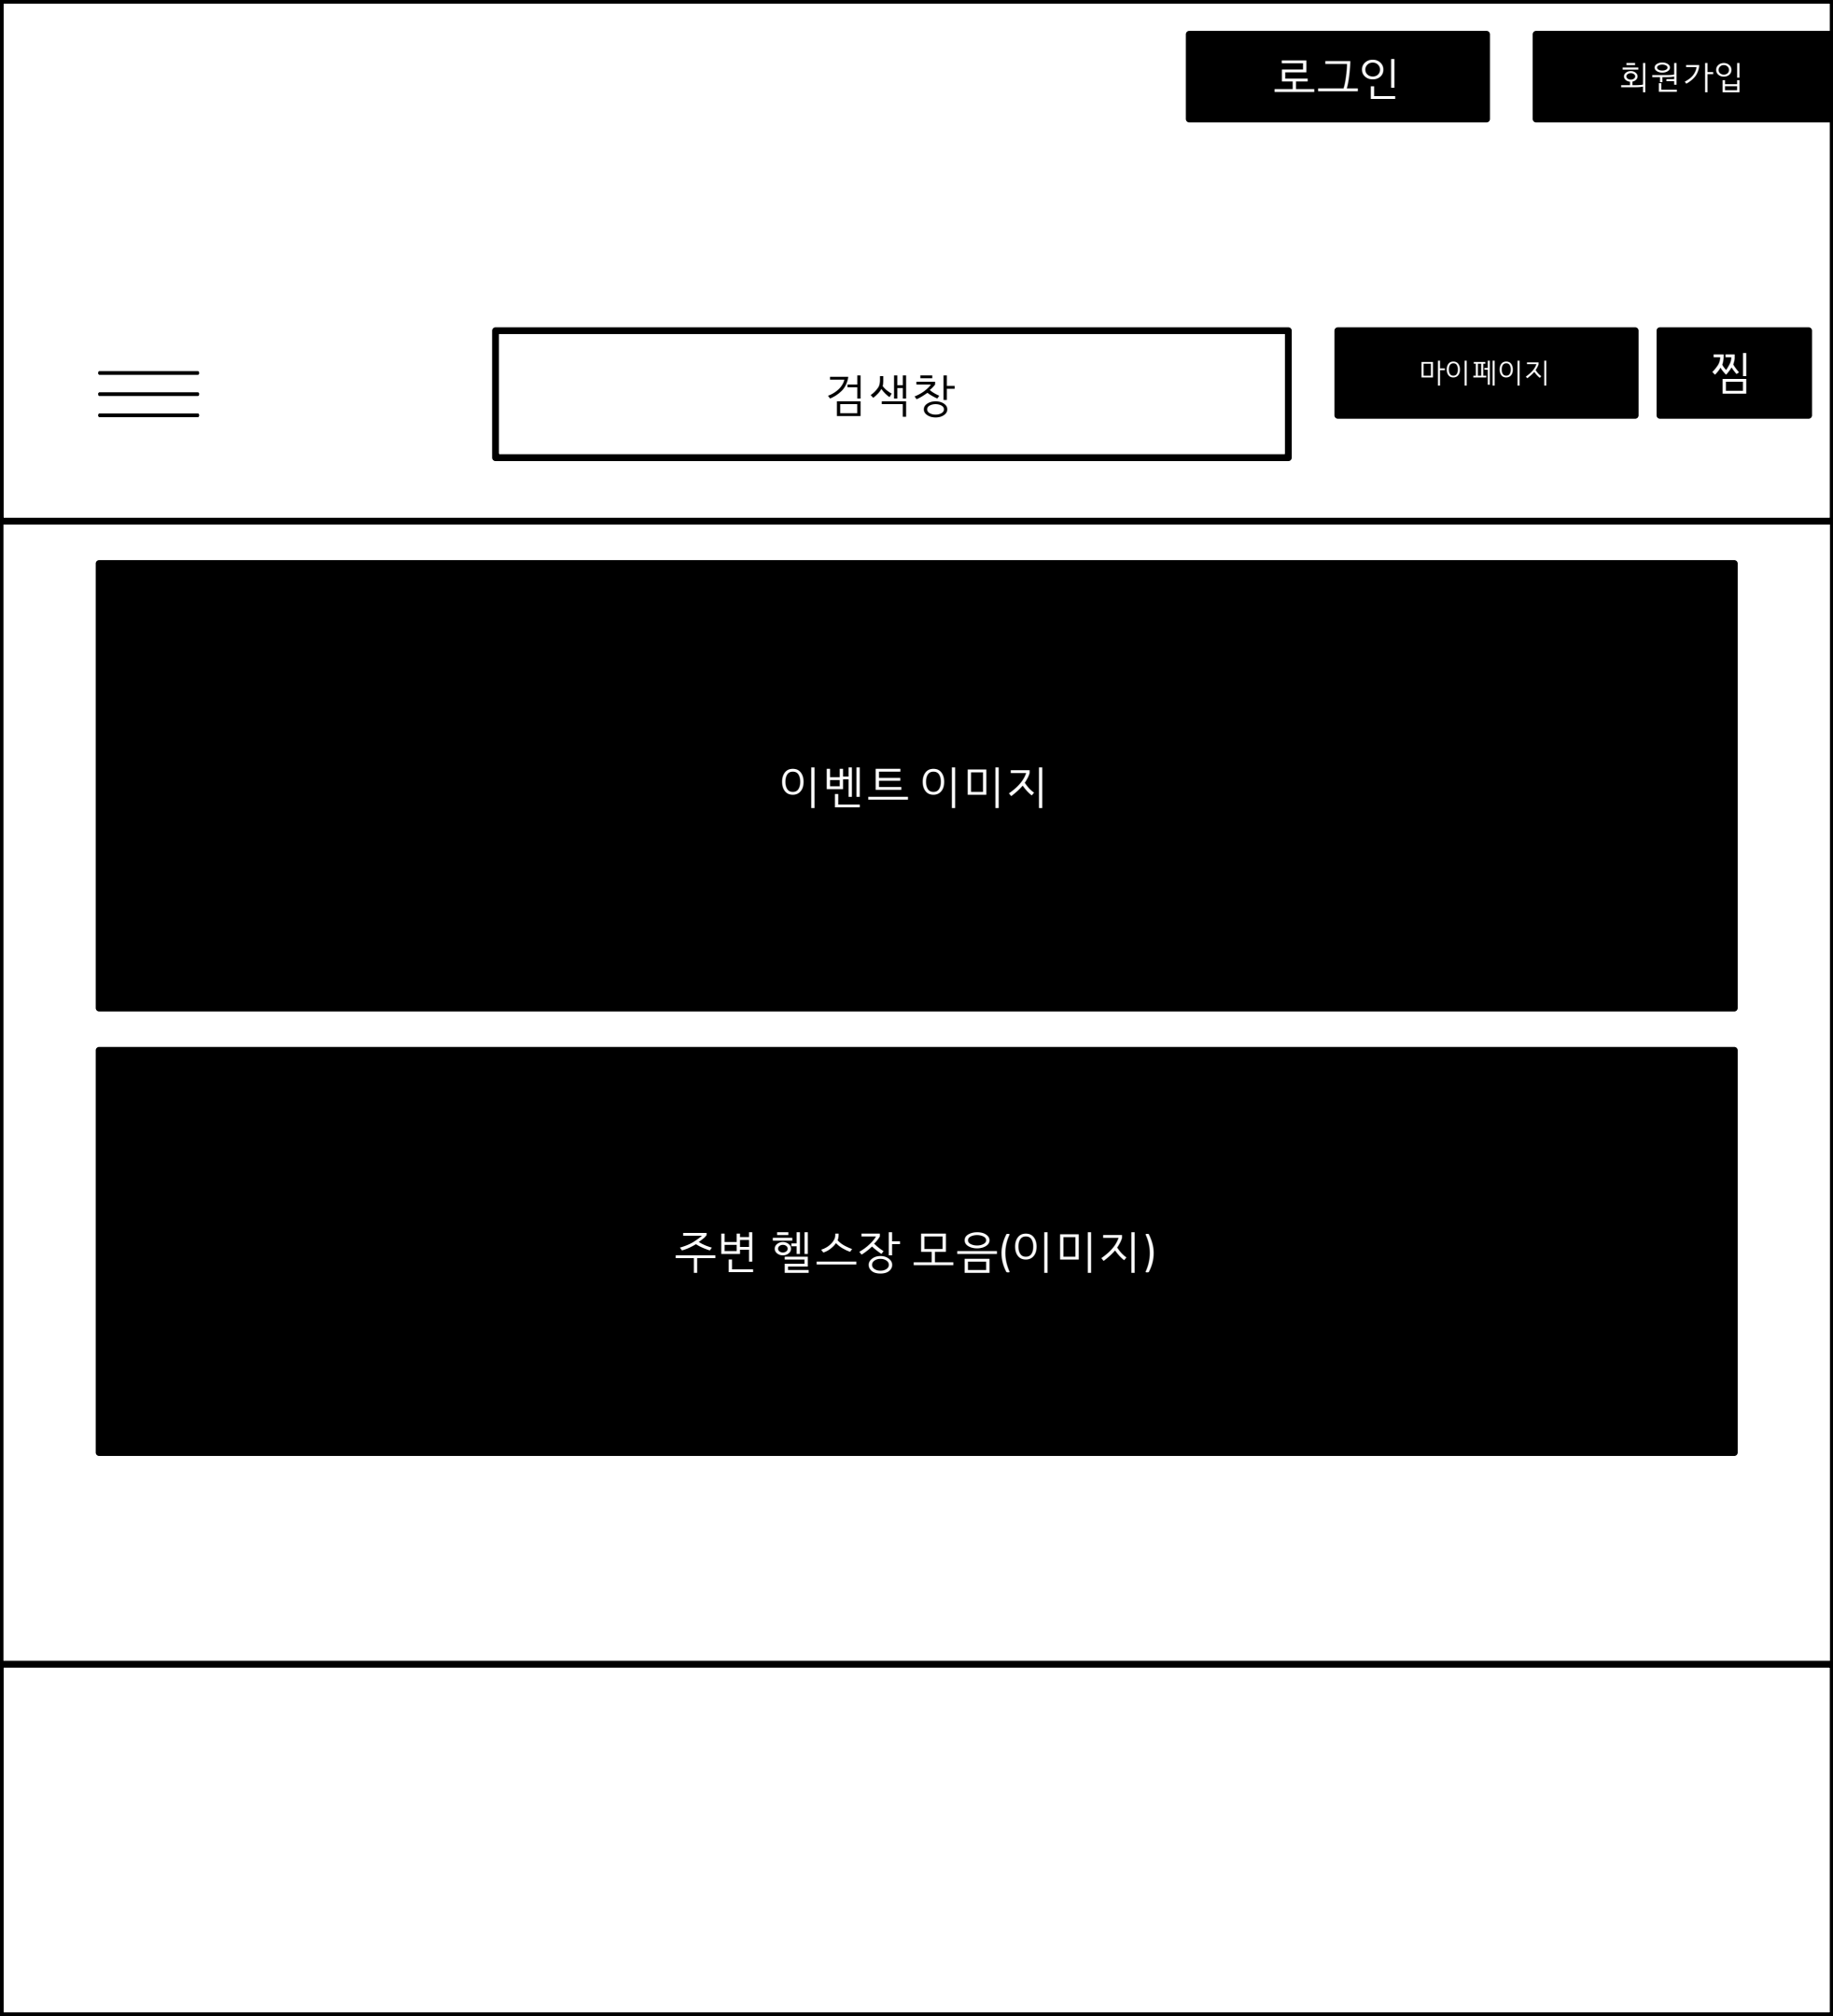 로그인
회원가입
검색창
마이페이지
찜
이벤트 이미지
주변 헬스장 모음(이미지)